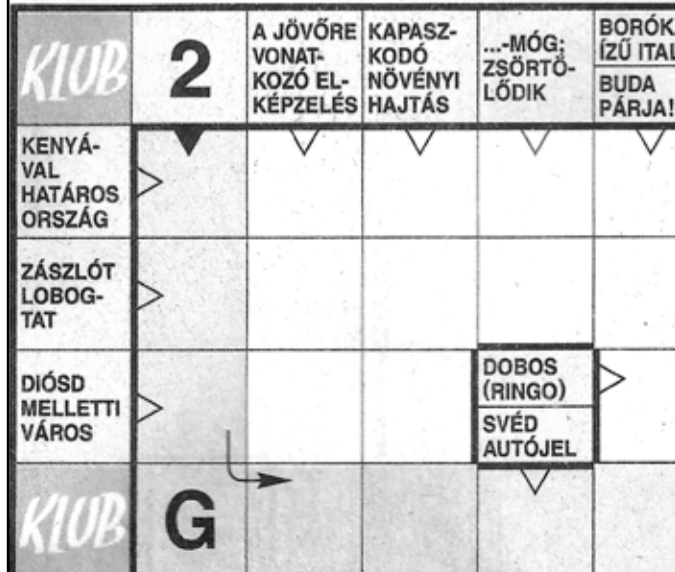 KLUB
2
A JÖVŐRE
VONAT-
KOZÓ EL-
KÉPZELÉS
KAPASZ-
KODÓ
NÖVÉNYI
HAJTÁS
...-MÓG;
ZSÖRTÖ-
LŐDIK
BORÓKA
ÍZŰ ITAL
BUDA
PÁRJA!
KENYÁ-
VAL
HATÁROS
ORSZÁG
ZÁSZLÓT
LOBOG-
TAT
DIÓSD
MELLETTI
VÁROS
DOBOS
(RINGO)
SVÉD
AUTÓJEL
KLUB
G